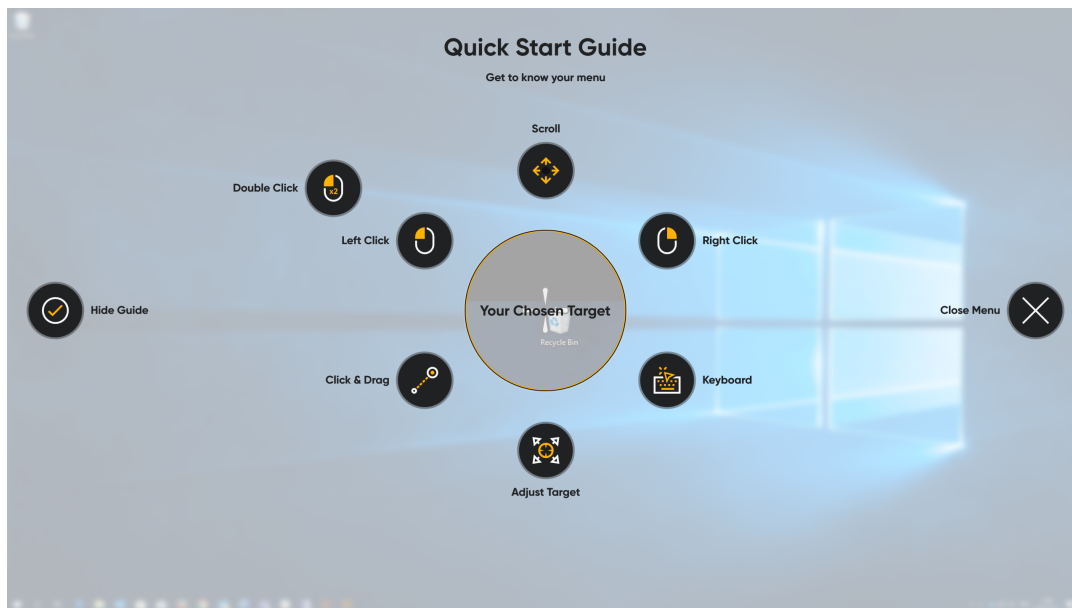 Quick Start Guide
Get to know your menu
Scroll
Double Click
x2
Left Click
Right Click
Hide Guide
Your Chosen Target
Recycle Bin
Close Menu
Click & Drag
Keyboard
Adjust Target